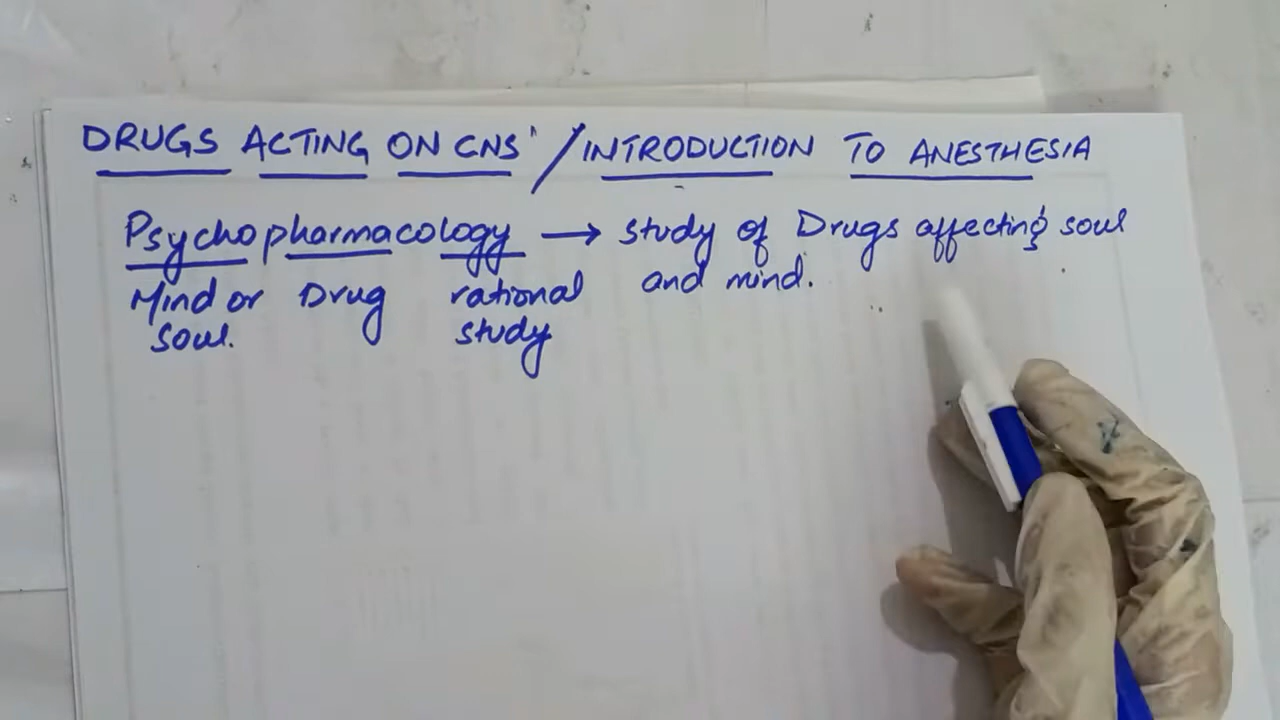 DRUGS ACTING ON CNS / INTRODUCTION TO ANESTHESIA
Psychopharmacology → study of Drugs affecting soul
and mind.
Mind or Drug rational
soul. study